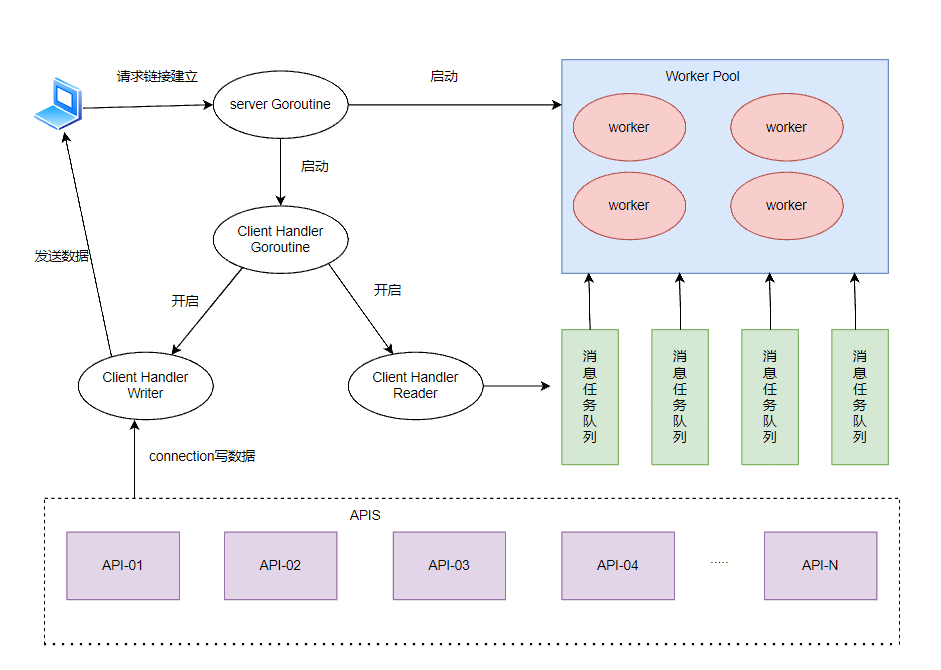 请求链接建立
server Goroutine
启动
Worker Pool
worker
worker
worker
worker
启动
Client Handler
Goroutine
发送数据
开启
开启
Client Handler
Writer
Client Handler
Reader
消息任务队列
消息任务队列
消息任务队列
消息任务队列
connection写数据
APIS
API-01
API-02
API-03
API-04
.....
API-N